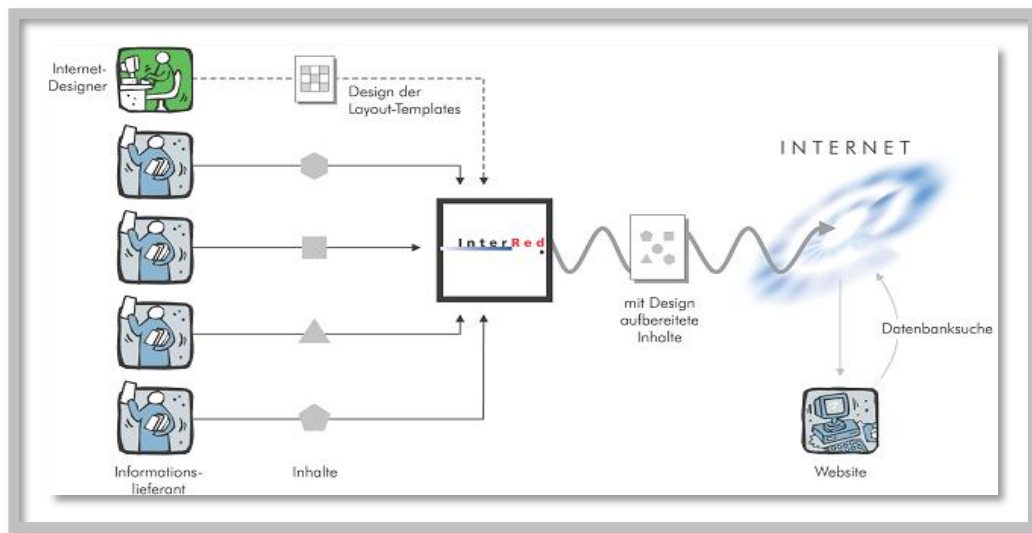 Internet-
Designer
Design der
Layout-Templates
INTERNET
InterRed
mit Design
aufbereitete
Inhalte
Datenbanksuche
Informations-
lieferant
Inhalte
Website